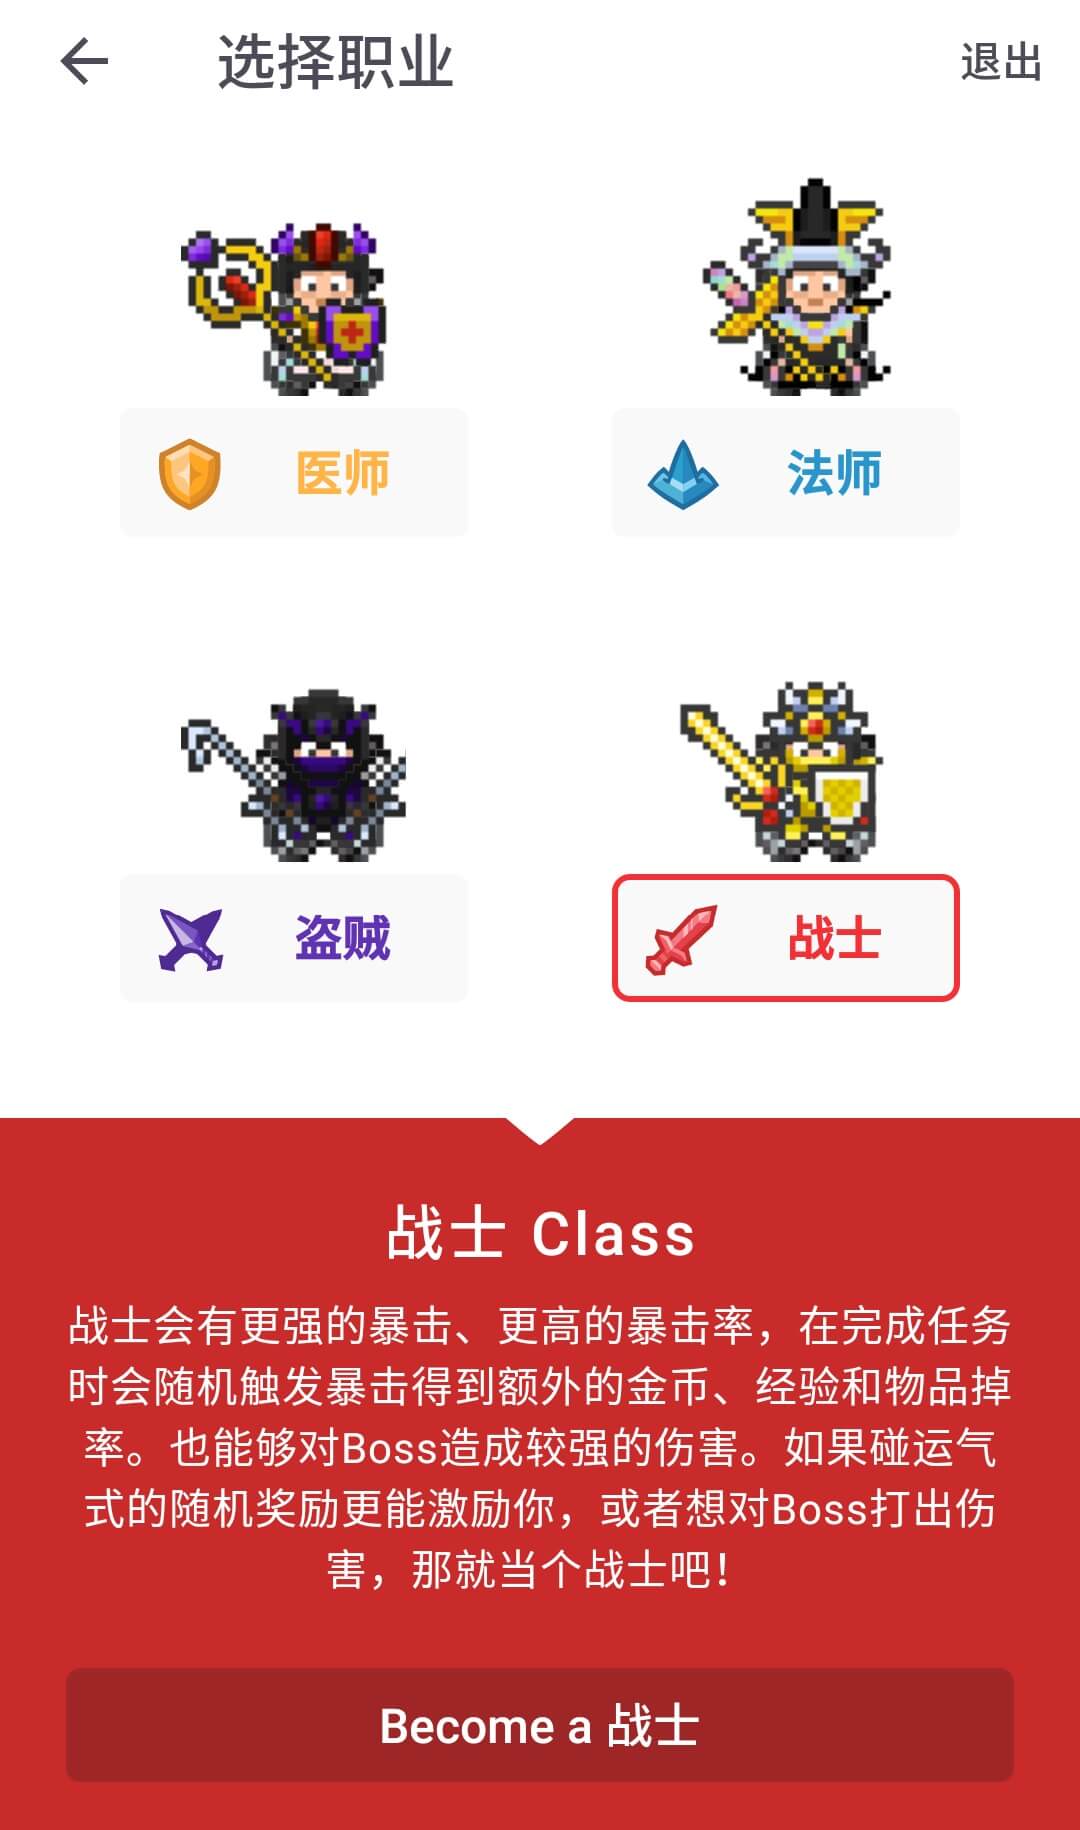 选择职业
退出
医师
法师
盗贼
战士
战士 Class
战士会有更强的暴击、更高的暴击率，在完成任务
时会随机触发暴击得到额外的金币、经验和物品掉
率。也能够对Boss造成较强的伤害。如果碰运气
式的随机奖励更能激励你，或者想对Boss打出伤
害，那就当个战士吧！
Become a 战士